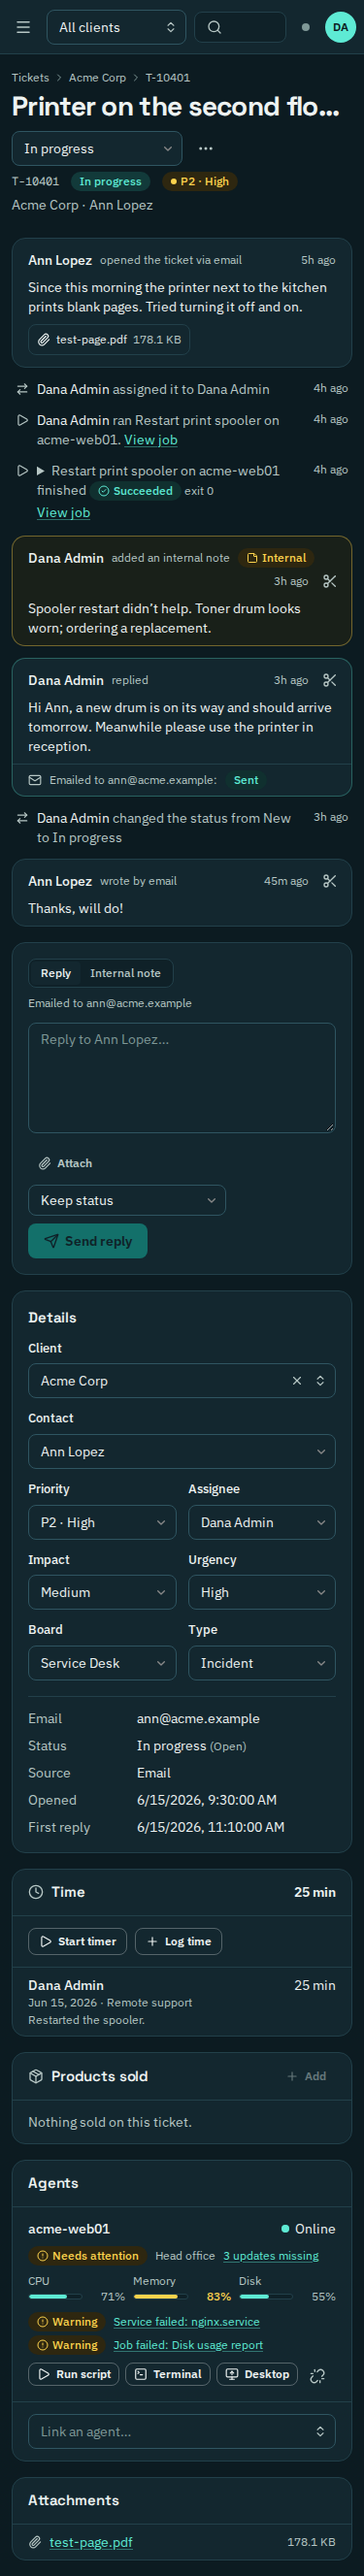 All clients
DA
Tickets > Acme Corp > T-10401
Printer on the second flo...
In progress
T-10401 In progress P2 · High
Acme Corp · Ann Lopez
Ann Lopez opened the ticket via email 5h ago
Since this morning the printer next to the kitchen
prints blank pages. Tried turning it off and on.
test-page.pdf 178.1 KB
Dana Admin assigned it to Dana Admin 4h ago
Dana Admin ran Restart print spooler on 4h ago
acme-web01. View job
Restart print spooler on acme-web01 4h ago
finished Succeeded exit 0
View job
Dana Admin added an internal note Internal
3h ago
Spooler restart didn’t help. Toner drum looks
worn; ordering a replacement.
Dana Admin replied 3h ago
Hi Ann, a new drum is on its way and should arrive
tomorrow. Meanwhile please use the printer in
reception.
Emailed to ann@acme.example: Sent
Dana Admin changed the status from New 3h ago
to In progress
Ann Lopez wrote by email 45m ago
Thanks, will do!
Reply Internal note
Emailed to ann@acme.example
Reply to Ann Lopez...
Attach
Keep status
Send reply
Details
Client
Acme Corp
Contact
Ann Lopez
Priority Assignee
P2 · High Dana Admin
Impact Urgency
Medium High
Board Type
Service Desk Incident
Email ann@acme.example
Status In progress (Open)
Source Email
Opened 6/15/2026, 9:30:00 AM
First reply 6/15/2026, 11:10:00 AM
Time 25 min
Start timer Log time
Dana Admin 25 min
Jun 15, 2026 · Remote support
Restarted the spooler.
Products sold Add
Nothing sold on this ticket.
Agents
acme-web01 Online
Needs attention Head office 3 updates missing
CPU Memory Disk
71% 83% 55%
Warning Service failed: nginx.service
Warning Job failed: Disk usage report
Run script Terminal Desktop
Link an agent...
Attachments
test-page.pdf 178.1 KB